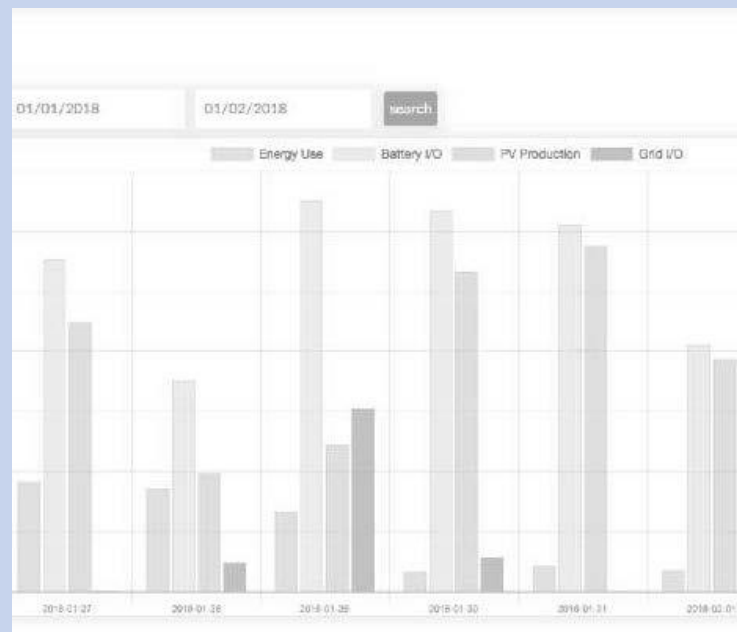 01/01/2018 01/02/2018 search
Energy Use Battery I/O PV Production Grid I/O
2018-01-27 2018-01-28 2018-01-29 2018-01-30 2018-01-31 2018-02-01